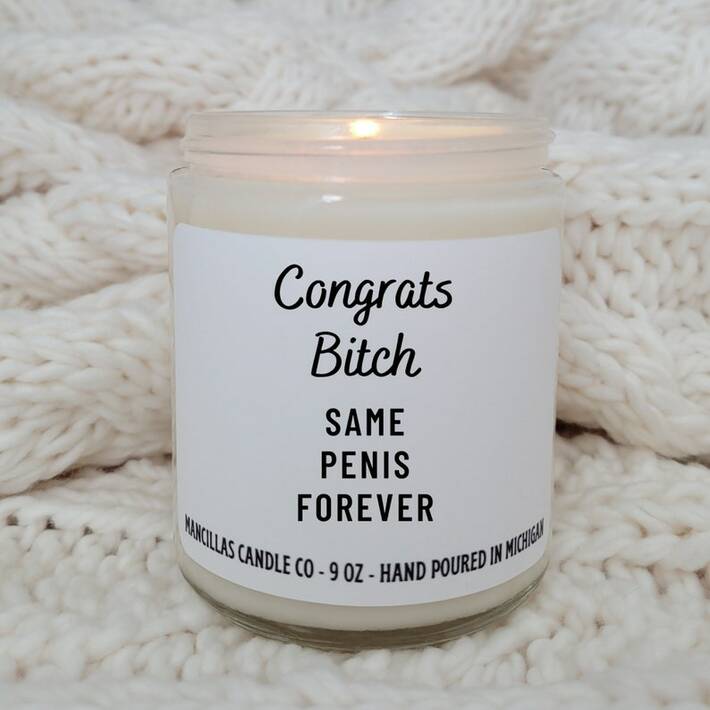 Congrats
Bitch
SAME
PENIS
FOREVER
MANCILLAS CANDLE CO - 9 OZ - HAND POURED IN MICHIGAN